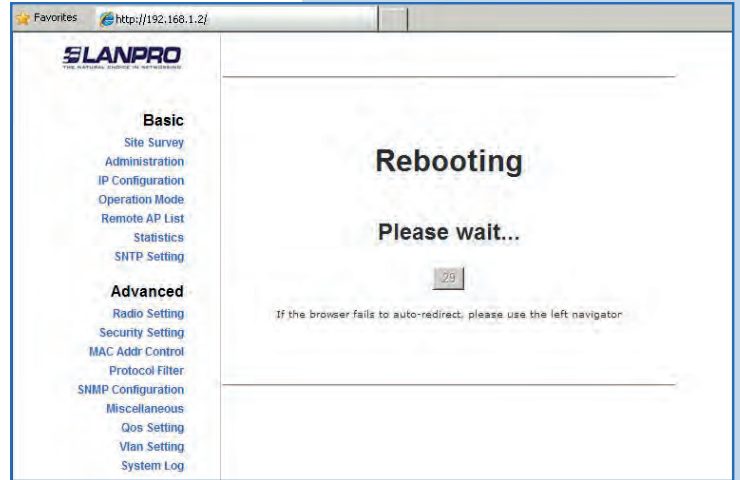 Favorites
http://192.168.1.2/
LANPRO
THE NATURAL CHOICE IN NETWORKING
Basic
Site Survey
Administration
IP Configuration
Operation Mode
Remote AP List
Statistics
SNTP Setting
Advanced
Radio Setting
Security Setting
MAC Addr Control
Protocol Filter
SNMP Configuration
Miscellaneous
Qos Setting
Vlan Setting
System Log
Rebooting
Please wait...
29
If the browser fails to auto-redirect, please use the left navigator